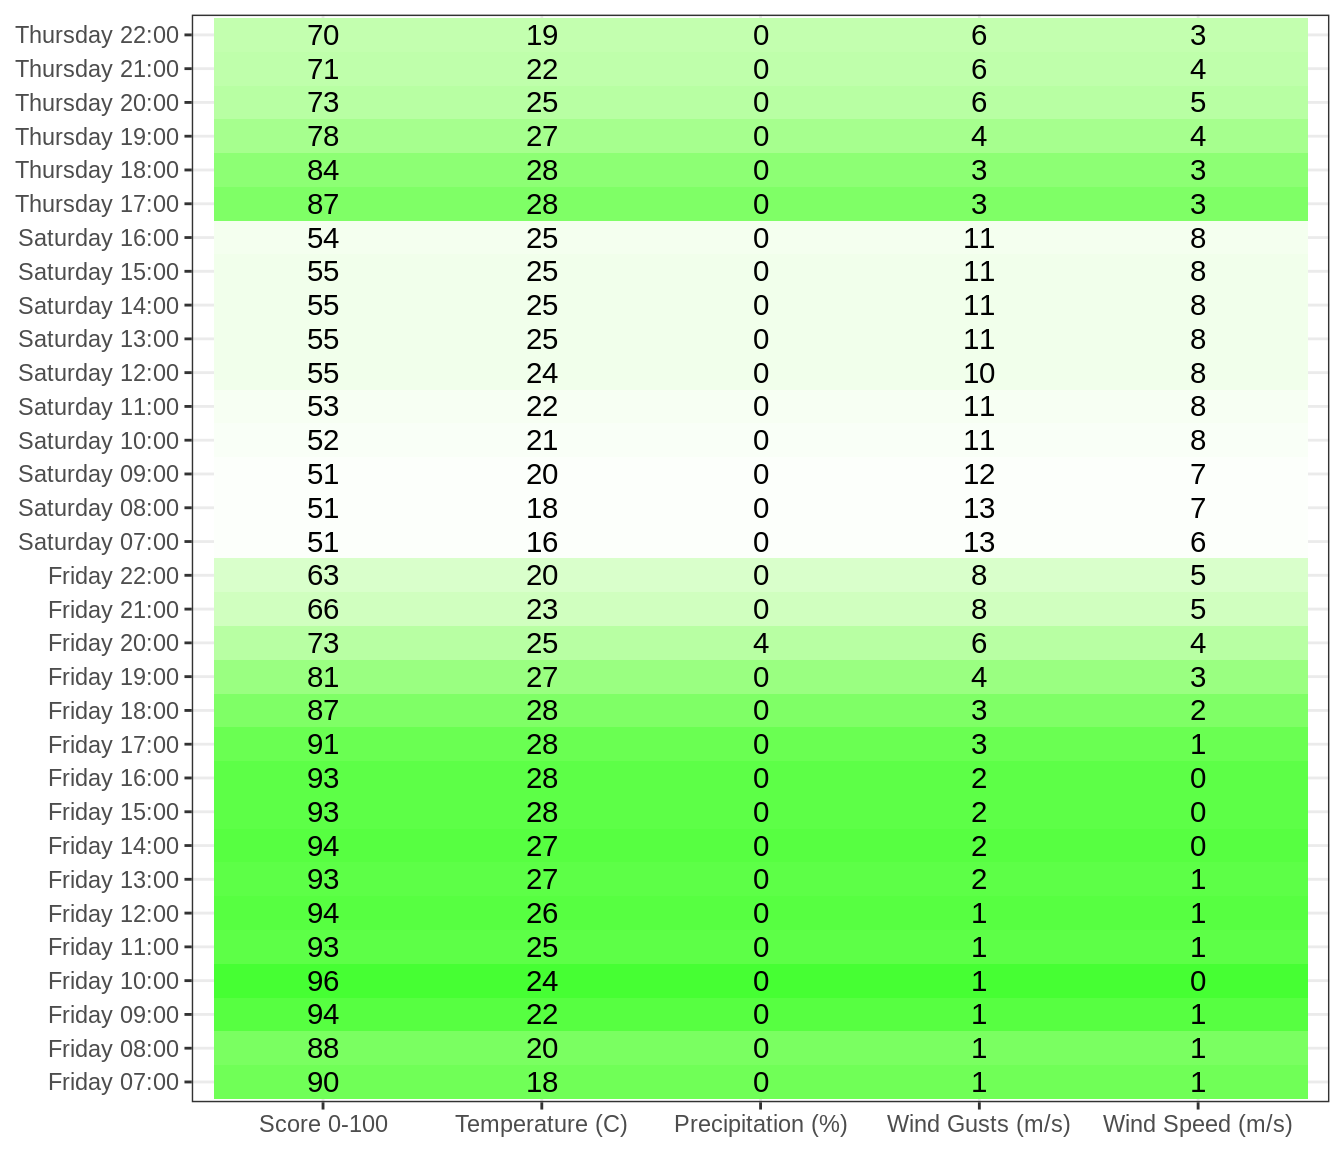 Thursday 22:00 70 19 0 6 3
Thursday 21:00 71 22 0 6 4
Thursday 20:00 73 25 0 6 5
Thursday 19:00 78 27 0 4 4
Thursday 18:00 84 28 0 3 3
Thursday 17:00 87 28 0 3 3
Saturday 16:00 54 25 0 11 8
Saturday 15:00 55 25 0 11 8
Saturday 14:00 55 25 0 11 8
Saturday 13:00 55 25 0 11 8
Saturday 12:00 55 24 0 10 8
Saturday 11:00 53 22 0 11 8
Saturday 10:00 52 21 0 11 8
Saturday 09:00 51 20 0 12 7
Saturday 08:00 51 18 0 13 7
Saturday 07:00 51 16 0 13 6
Friday 22:00 63 20 0 8 5
Friday 21:00 66 23 0 8 5
Friday 20:00 73 25 4 6 4
Friday 19:00 81 27 0 4 3
Friday 18:00 87 28 0 3 2
Friday 17:00 91 28 0 3 1
Friday 16:00 93 28 0 2 0
Friday 15:00 93 28 0 2 0
Friday 14:00 94 27 0 2 0
Friday 13:00 93 27 0 2 1
Friday 12:00 94 26 0 1 1
Friday 11:00 93 25 0 1 1
Friday 10:00 96 24 0 1 0
Friday 09:00 94 22 0 1 1
Friday 08:00 88 20 0 1 1
Friday 07:00 90 18 0 1 1
Score 0-100 Temperature (C) Precipitation (%) Wind Gusts (m/s) Wind Speed (m/s)